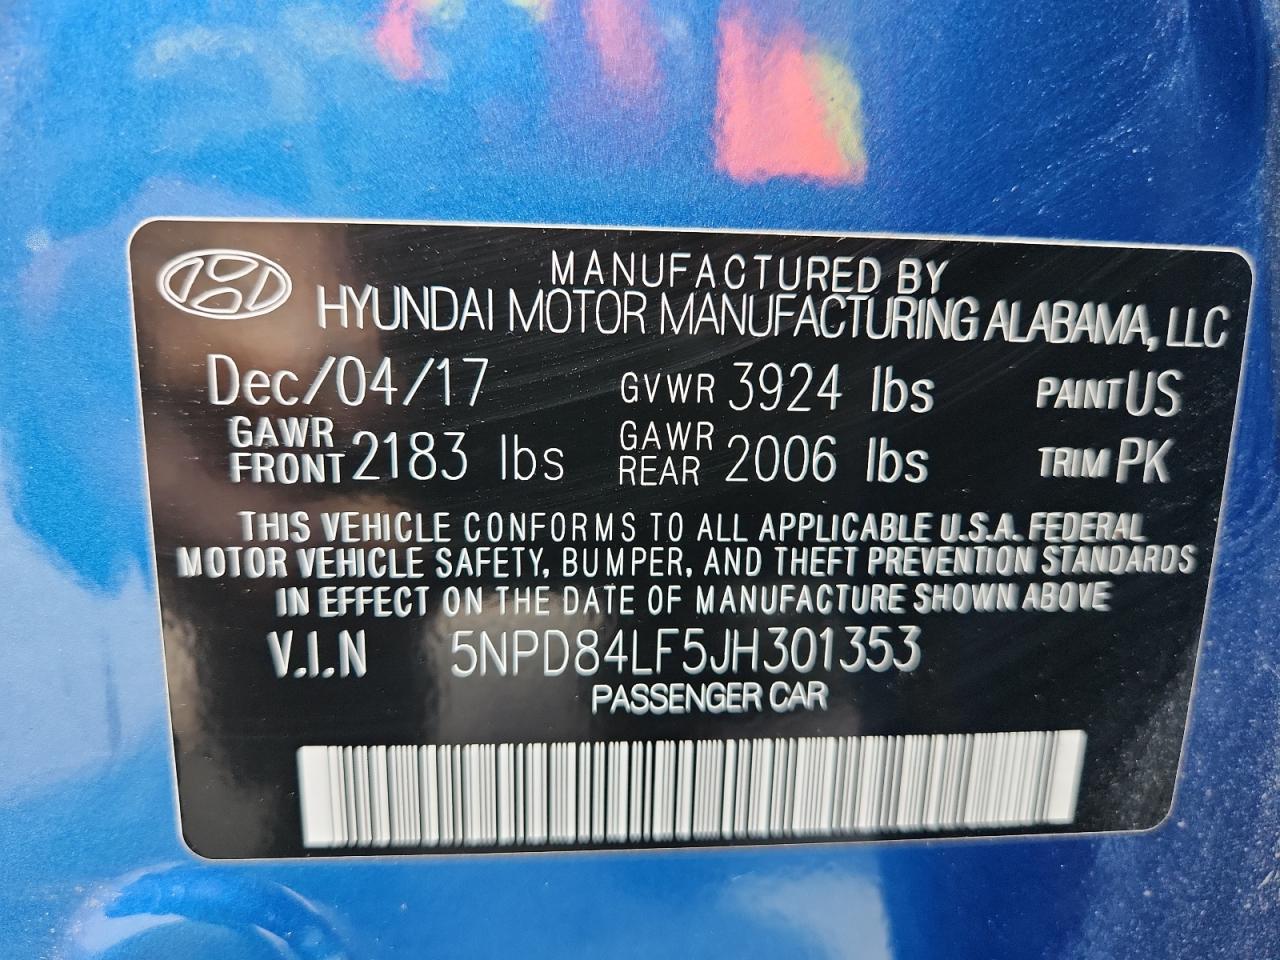 MANUFACTURED BY
HYUNDAI MOTOR MANUFACTURING ALABAMA, LLC
Dec/04/17 GVWR 3924 lbs PAINT US
GAWR FRONT 2183 lbs GAWR REAR 2006 lbs TRIM PK
THIS VEHICLE CONFORMS TO ALL APPLICABLE U.S.A. FEDERAL
MOTOR VEHICLE SAFETY, BUMPER, AND THEFT PREVENTION STANDARDS
IN EFFECT ON THE DATE OF MANUFACTURE SHOWN ABOVE
V.I.N 5NPD84LF5JH301353
PASSENGER CAR